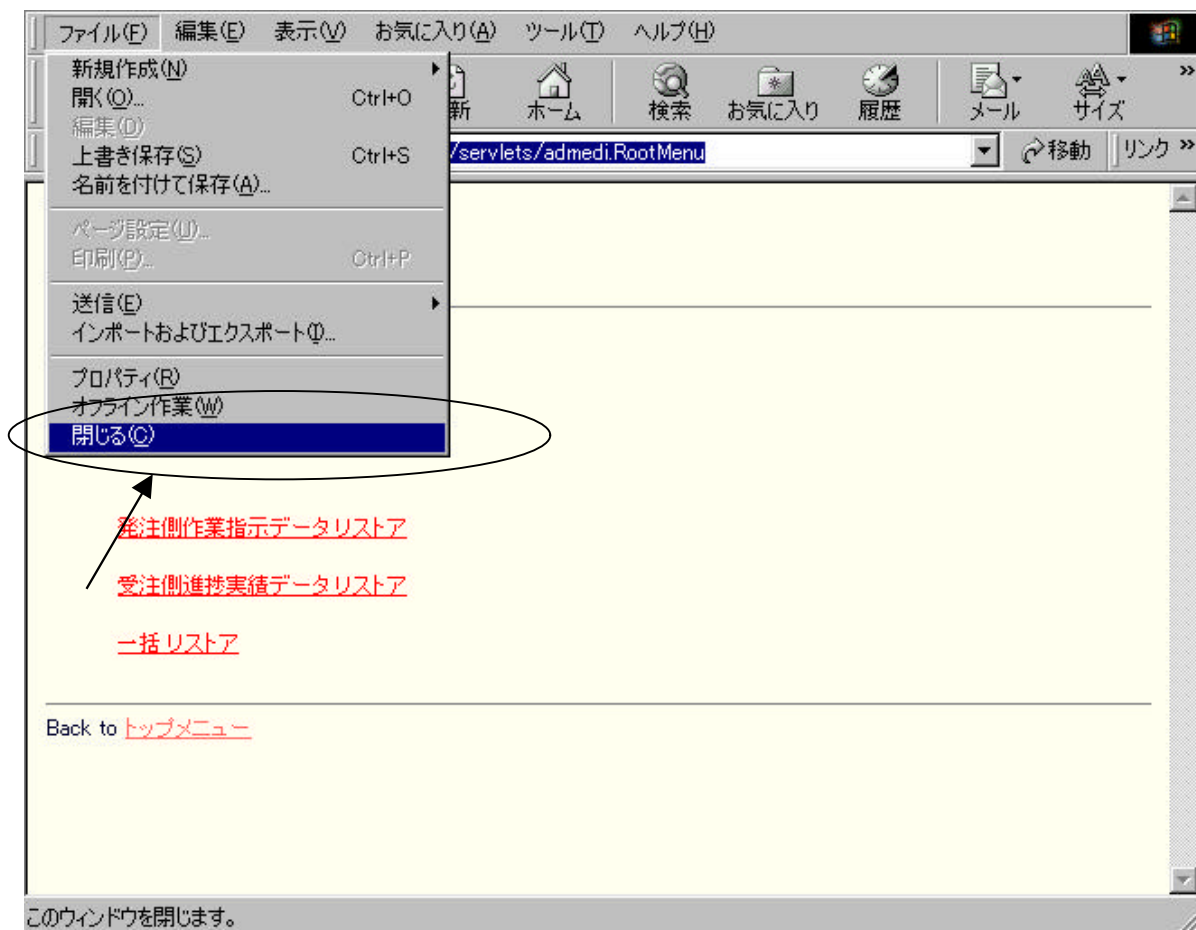 ファイル(F) 編集(E) 表示(V) お気に入り(A) ツール(T) ヘルプ(H)
新 ホーム 検索 お気に入り 履歴 メール サイズ »
/servlets/admedi.RootMenu 移動 リンク »
新規作成(N)
開く(O)... Ctrl+O
編集(D)
上書き保存(S) Ctrl+S
名前を付けて保存(A)...
ページ設定(U)...
印刷(P)... Ctrl+P
送信(E)
インポートおよびエクスポート(I)...
プロパティ(R)
オフライン作業(W)
閉じる(C)
発注側作業指示データリストア
受注側進捗実績データリストア
一括リストア
Back to トップメニュー
このウィンドウを閉じます。